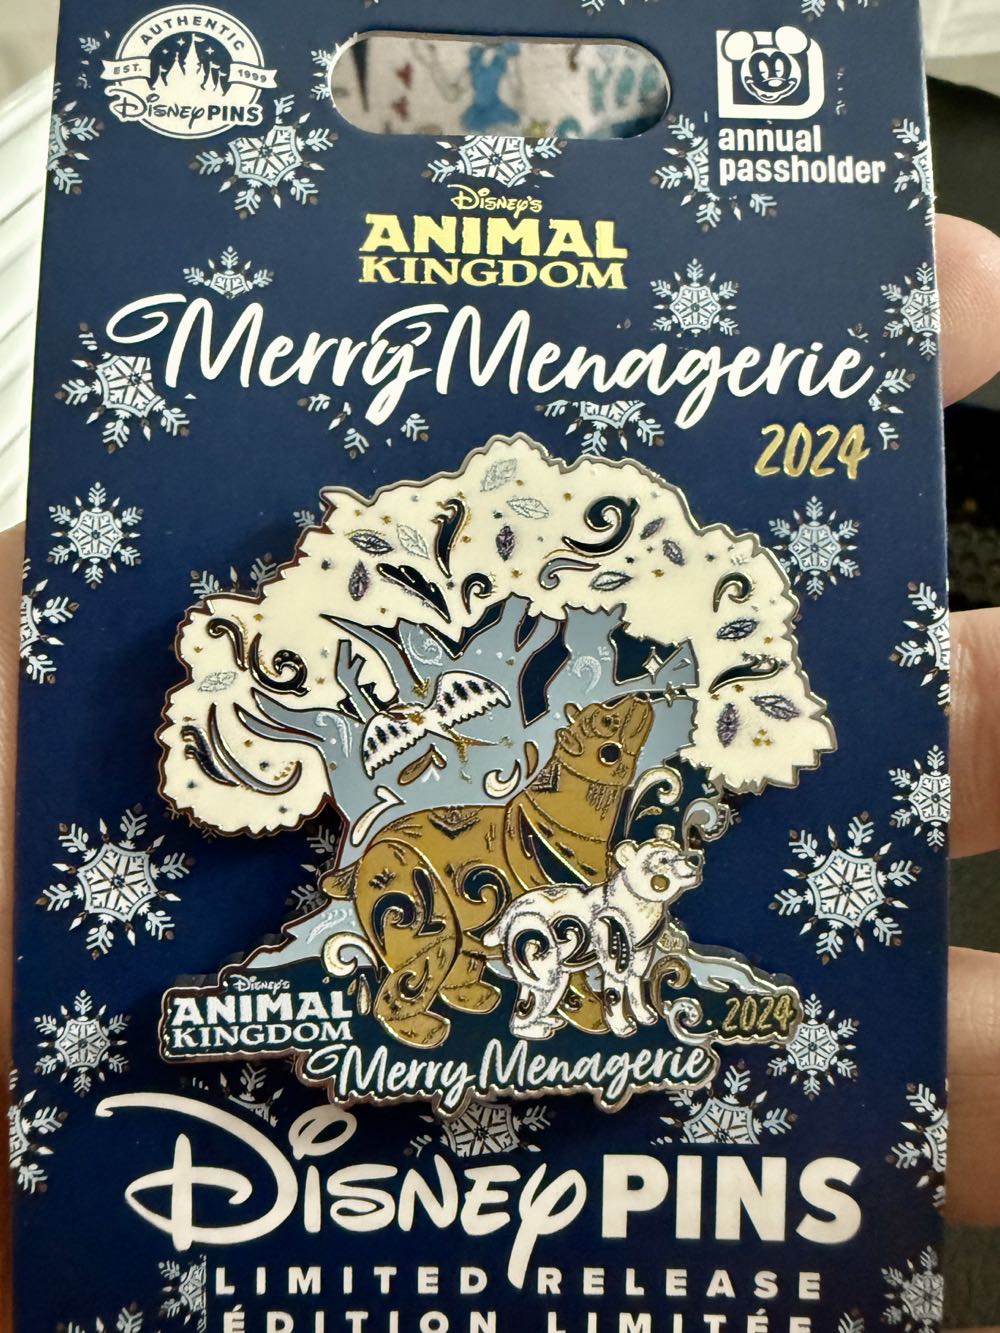 AUTHENTIC
EST. 1999
Disney PINS
annual
passholder
Disney's
ANIMAL
KINGDOM
Merry Menagerie
2024
Disney's
ANIMAL
KINGDOM
2024
Merry Menagerie
Disney PINS
LIMITED RELEASE
ÉDITION LIMITÉE